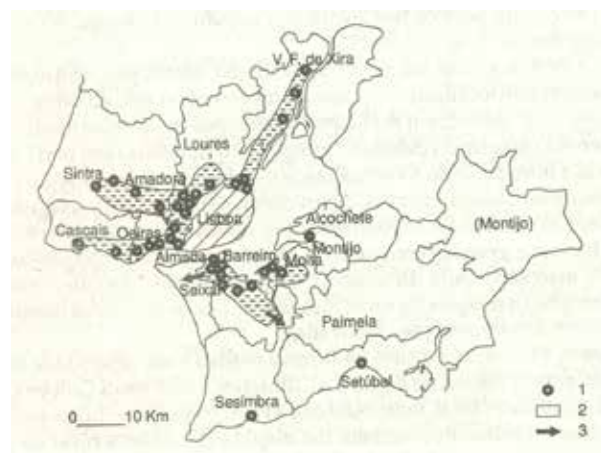 V. F. de Xira
Loures
Sintra
Amadora
Lisboa
Cascais
Oeiras
Alcochete
(Montijo)
Montijo
Almada
Barreiro
Moita
Seixal
Palmela
Setúbal
Sesimbra
0 10 Km
1
2
3